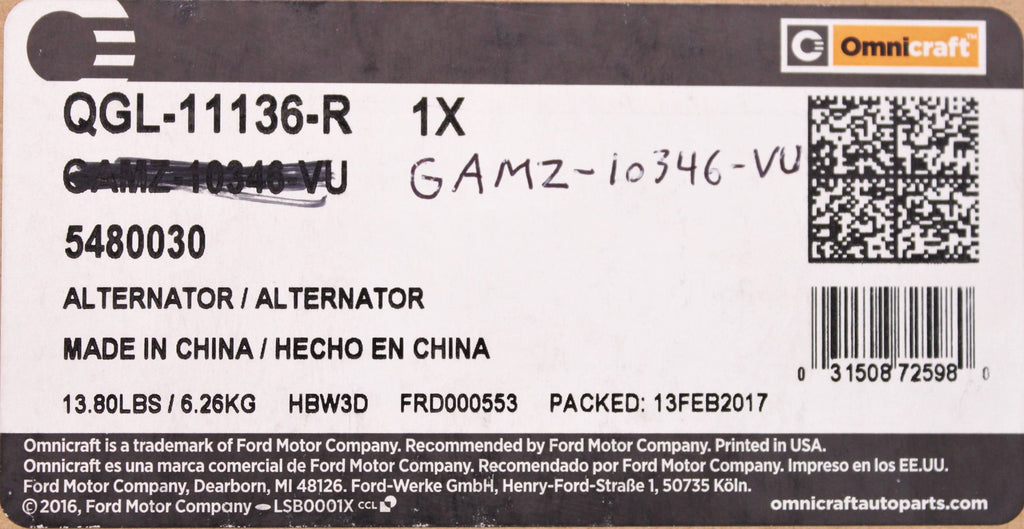 Omnicraft™
QGL-11136-R 1X
GAMZ-10346-VU GAMZ-10346-VU
5480030
ALTERNATOR / ALTERNATOR
MADE IN CHINA / HECHO EN CHINA
0 31508 72598 0
13.80LBS / 6.26KG HBW3D FRD000553 PACKED: 13FEB2017
Omnicraft is a trademark of Ford Motor Company. Recommended by Ford Motor Company. Printed in USA.
Omnicraft es una marca comercial de Ford Motor Company. Recomendado por Ford Motor Company. Impreso en los EE.UU.
Ford Motor Company, Dearborn, MI 48126. Ford-Werke GmbH, Henry-Ford-Straße 1, 50735 Köln.
© 2016, Ford Motor Company LSB0001X CCL
omnicraftautoparts.com